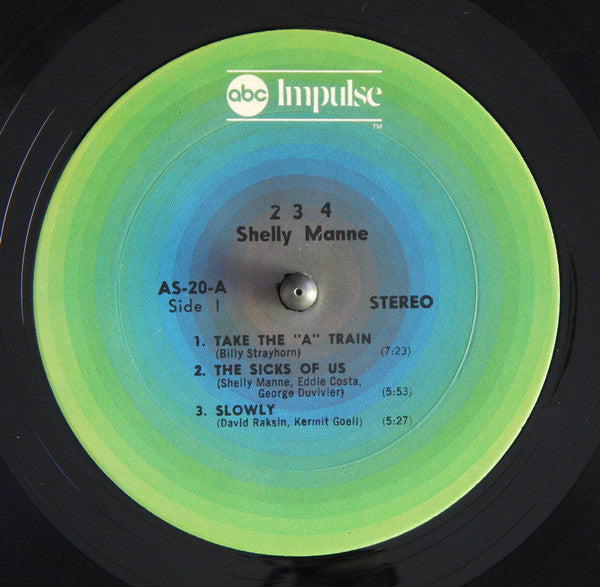 abc Impulse
TM
2 3 4
Shelly Manne
AS-20-A
Side 1
STEREO
1. TAKE THE "A" TRAIN
(Billy Strayhorn) (7:23)
2. THE SICKS OF US
(Shelly Manne, Eddie Costa,
George Duvivier) (5:53)
3. SLOWLY
(David Raksin, Kermit Goell) (5:27)